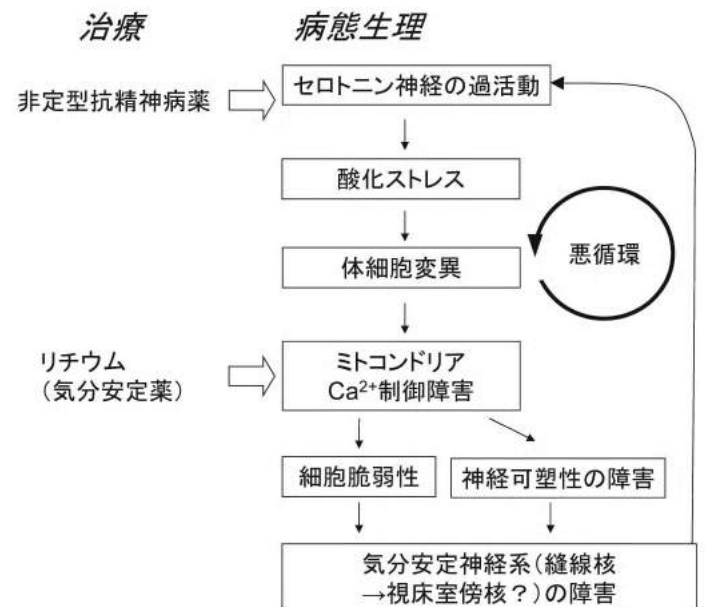 治療
病態生理
非定型抗精神病薬
セロトニン神経の過活動
酸化ストレス
体細胞変異
悪循環
リチウム
（気分安定薬）
ミトコンドリア
Ca²⁺制御障害
細胞脆弱性
神経可塑性の障害
気分安定神経系（縫線核
→視床室傍核？）の障害